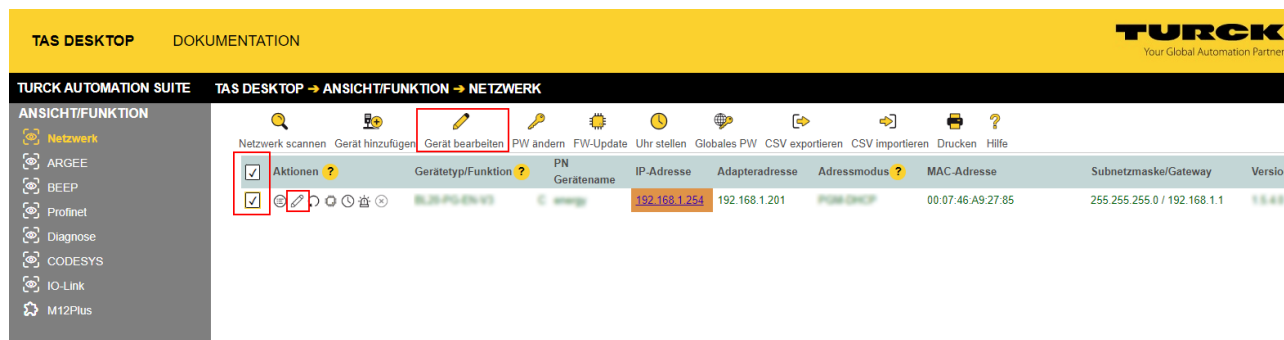 TAS DESKTOP DOKUMENTATION
TURCK
Your Global Automation Partner
TURCK AUTOMATION SUITE TAS DESKTOP ➔ ANSICHT/FUNKTION ➔ NETZWERK
ANSICHT/FUNKTION
Netzwerk
ARGEE
BEEP
Profinet
Diagnose
CODESYS
IO-Link
M12Plus
Netzwerk scannen Gerät hinzufügen Gerät bearbeiten PW ändern FW-Update Uhr stellen Globales PW CSV exportieren CSV importieren Drucken Hilfe
Aktionen ? Gerätetyp/Funktion ? PN Gerätename IP-Adresse Adapteradresse Adressmodus ? MAC-Adresse Subnetzmaske/Gateway Versio
192.168.1.254 192.168.1.201 00:07:46:A9:27:85 255.255.255.0 / 192.168.1.1